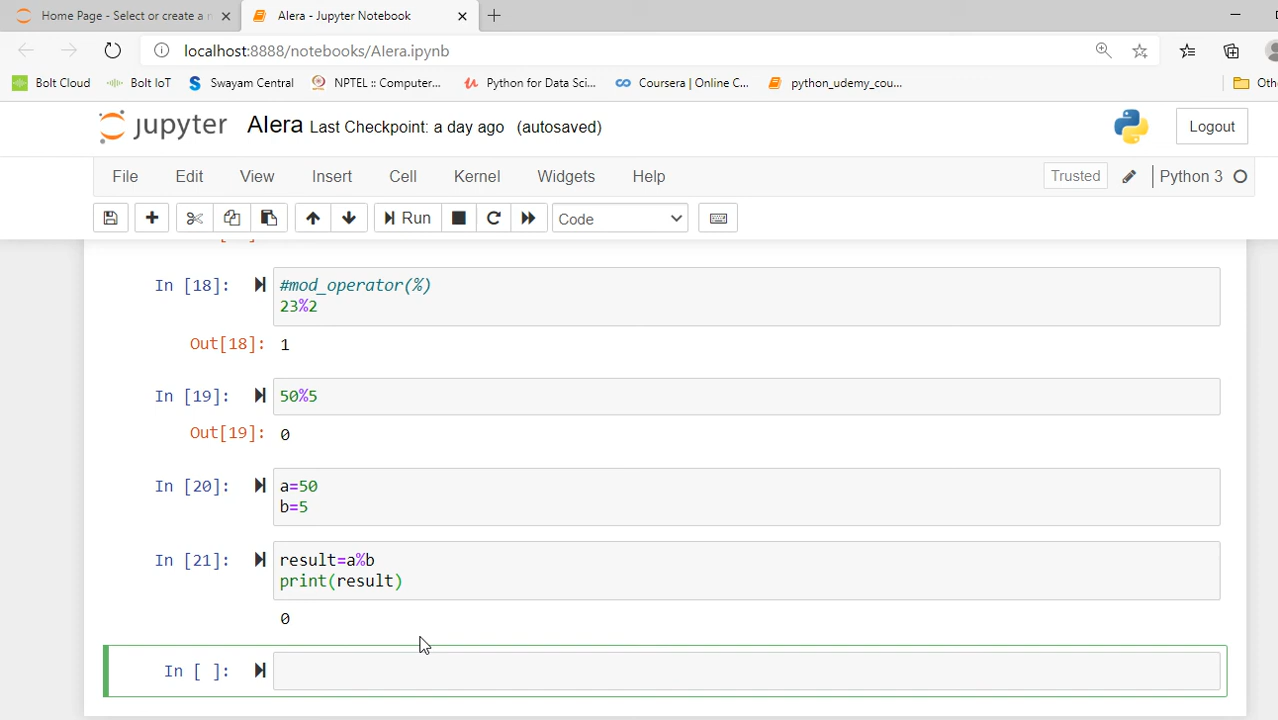 Home Page - Select or create a n
Alera - Jupyter Notebook
localhost:8888/notebooks/Alera.ipynb
Bolt Cloud
Bolt IoT
Swayam Central
NPTEL :: Computer...
Python for Data Sci...
Coursera | Online C...
python_udemy_cou...
Oth
jupyter
Alera Last Checkpoint: a day ago (autosaved)
Logout
File
Edit
View
Insert
Cell
Kernel
Widgets
Help
Trusted
Python 3
Run
Code
In [18]:
#mod_operator(%)
23%2
Out[18]: 1
In [19]: 50%5
Out[19]: 0
In [20]: a=50
b=5
In [21]: result=a%b
print(result)
0
In [ ]: